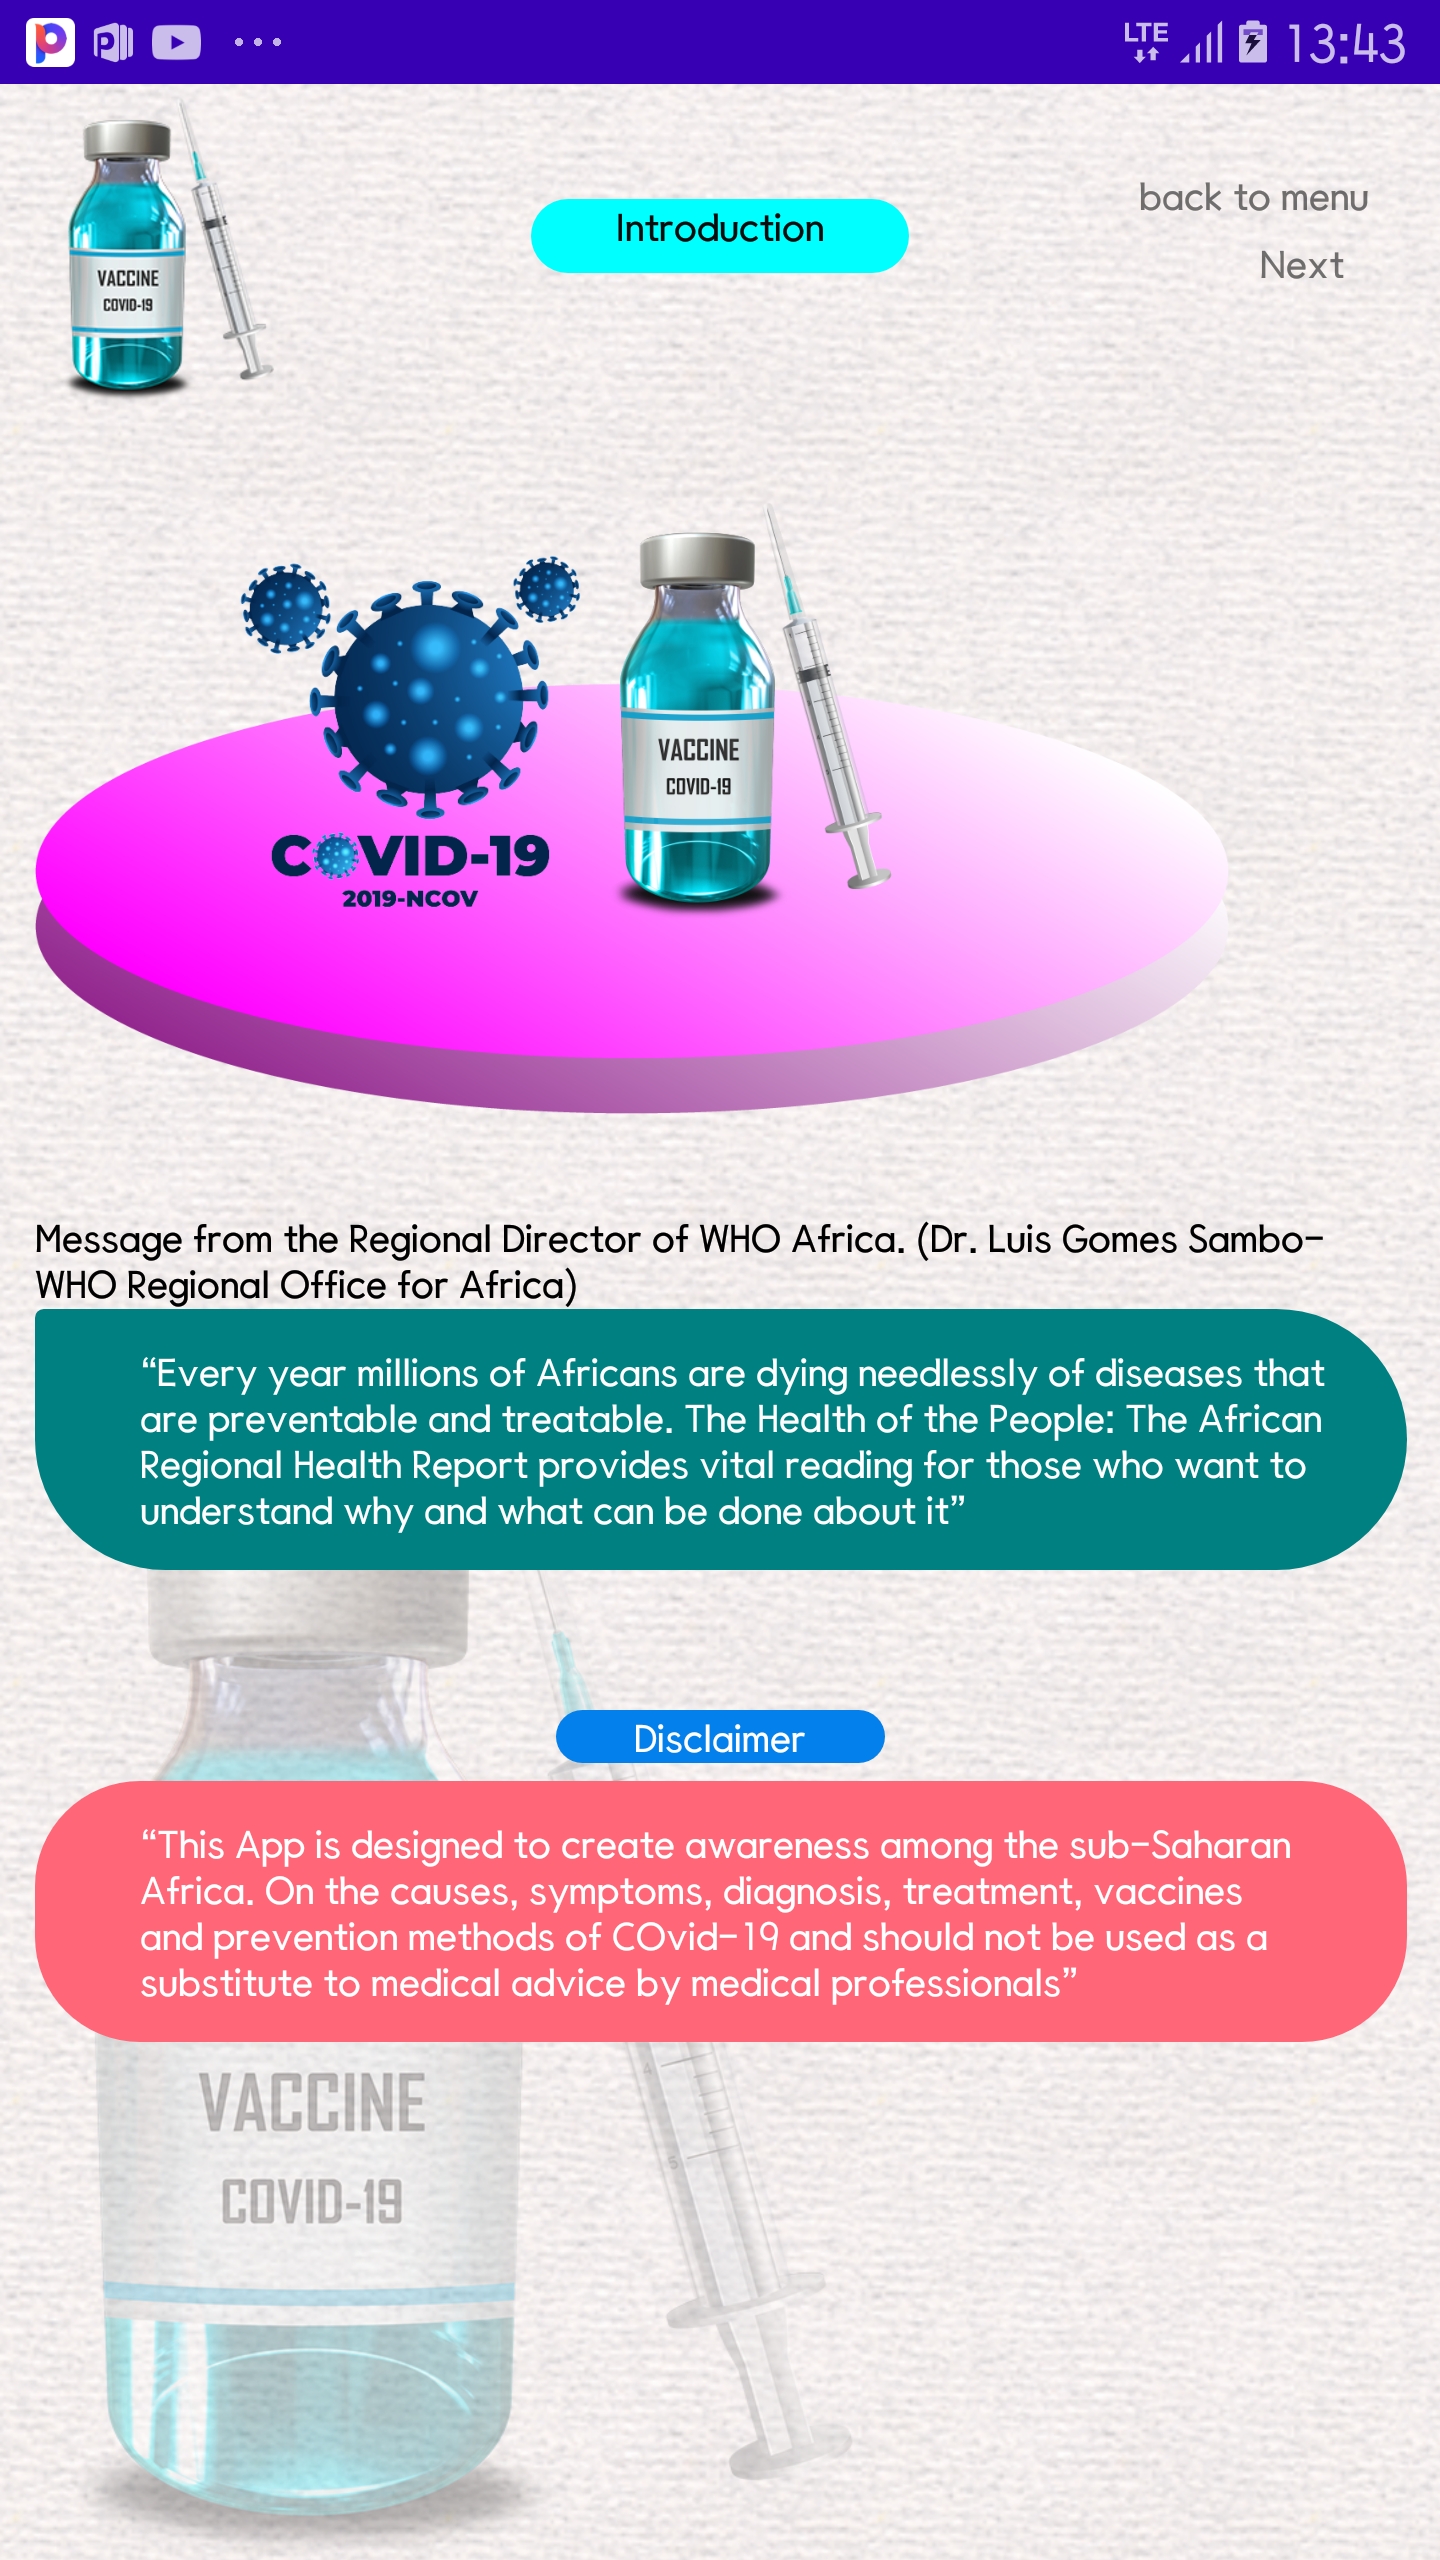 LTE 13:43
VACCINE
COVID-19
Introduction
back to menu
Next
VACCINE
COVID-19
COVID-19
2019-NCOV
Message from the Regional Director of WHO Africa. (Dr. Luis Gomes Sambo-
WHO Regional Office for Africa)
“Every year millions of Africans are dying needlessly of diseases that
are preventable and treatable. The Health of the People: The African
Regional Health Report provides vital reading for those who want to
understand why and what can be done about it”
Disclaimer
“This App is designed to create awareness among the sub-Saharan
Africa. On the causes, symptoms, diagnosis, treatment, vaccines
and prevention methods of COvid-19 and should not be used as a
substitute to medical advice by medical professionals”
4
VACCINE
5
COVID-19